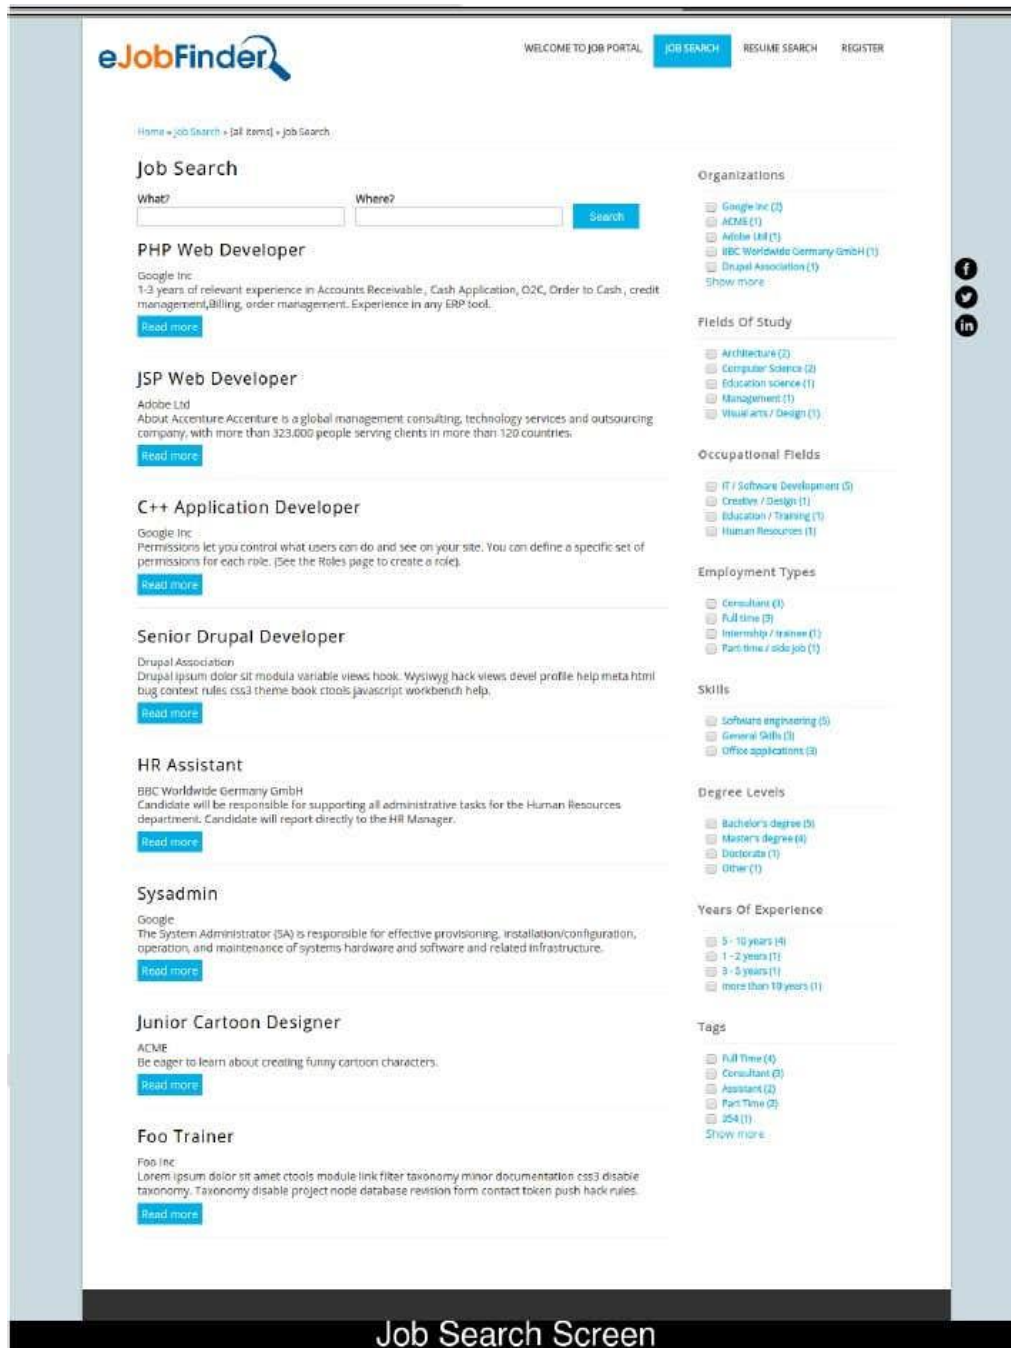 eJobFinder
WELCOME TO JOB PORTAL
JOB SEARCH
RESUME SEARCH
REGISTER
Home » Job Search » [all items] » Job Search
Job Search
What?
Where?
Search
PHP Web Developer
Google Inc
1-3 years of relevant experience in Accounts Receivable , Cash Application, O2C, Order to Cash , credit
management,Billing, order management. Experience in any ERP tool.
Read more
JSP Web Developer
Adobe Ltd
About Accenture Accenture is a global management consulting, technology services and outsourcing
company, with more than 323,000 people serving clients in more than 120 countries.
Read more
C++ Application Developer
Google Inc
Permissions let you control what users can do and see on your site. You can define a specific set of
permissions for each role. (See the Roles page to create a role).
Read more
Senior Drupal Developer
Drupal Association
Drupal ipsum dolor sit modula variable views hook. Wysiwyg hack views devel profile help meta html
bug context rules css3 theme book ctools javascript workbench help.
Read more
HR Assistant
BBC Worldwide Germany GmbH
Candidate will be responsible for supporting all administrative tasks for the Human Resources
department. Candidate will report directly to the HR Manager.
Read more
Sysadmin
Google
The System Administrator (SA) is responsible for effective provisioning, installation/configuration,
operation, and maintenance of systems hardware and software and related infrastructure.
Read more
Junior Cartoon Designer
ACME
Be eager to learn about creating funny cartoon characters.
Read more
Foo Trainer
Foo Inc
Lorem ipsum dolor sit amet ctools module link filter taxonomy minor documentation css3 disable
taxonomy. Taxonomy disable project node database revision form contact token push hack rules.
Read more
Organizations
Google Inc (2)
ACME (1)
Adobe Ltd (1)
BBC Worldwide Germany GmbH (1)
Drupal Association (1)
Show more
Fields Of Study
Architecture (2)
Computer Science (2)
Education science (1)
Management (1)
Visual arts / Design (1)
Occupational Fields
IT / Software Development (5)
Creative / Design (1)
Education / Training (1)
Human Resources (1)
Employment Types
Consultant (3)
Full time (3)
Internship / trainee (1)
Part-time / side job (1)
Skills
Software engineering (5)
General Skills (3)
Office applications (3)
Degree Levels
Bachelor's degree (5)
Master's degree (4)
Doctorate (1)
Other (1)
Years Of Experience
5 - 10 years (4)
1 - 2 years (1)
3 - 5 years (1)
more than 10 years (1)
Tags
Full Time (4)
Consultant (3)
Assistant (2)
Part Time (2)
354 (1)
Show more
f
in
Job Search Screen